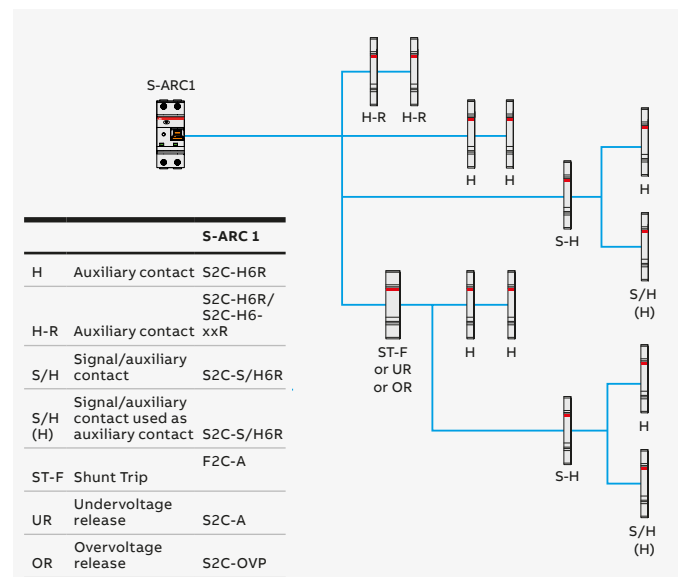 S-ARC1
H-R H-R
H H
H
S-H
S/H
(H)
ST-F
or UR
or OR
H H
H
S-H
S/H
(H)
S-ARC 1
H Auxiliary contact S2C-H6R
S2C-H6R/
S2C-H6-
H-R Auxiliary contact xxR
Signal/auxiliary
S/H contact S2C-S/H6R
Signal/auxiliary
S/H contact used as
(H) auxiliary contact S2C-S/H6R
F2C-A
ST-F Shunt Trip
Undervoltage
UR release S2C-A
Overvoltage
OR release S2C-OVP